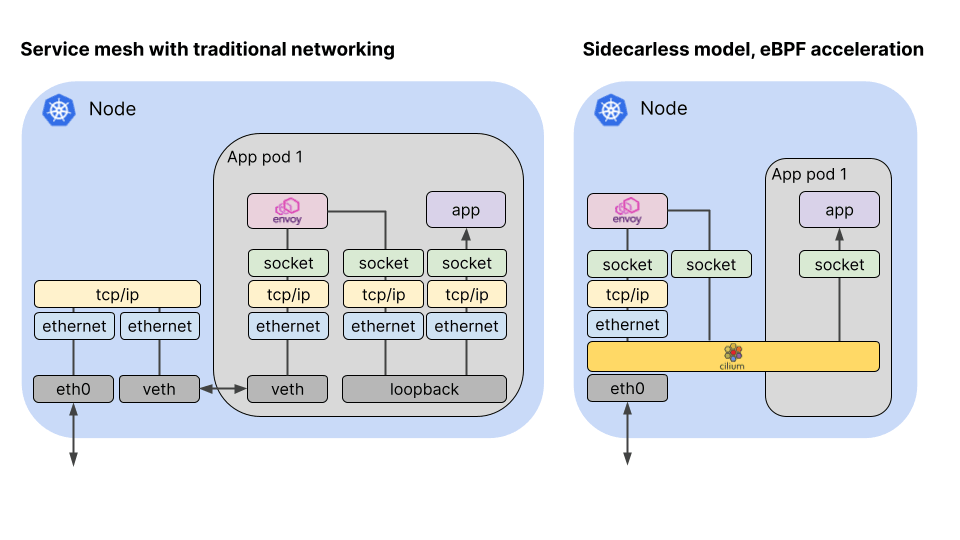 Service mesh with traditional networking
Node
App pod 1
envoy
app
socket
socket
socket
tcp/ip
tcp/ip
tcp/ip
tcp/ip
ethernet
ethernet
ethernet
ethernet
ethernet
eth0
veth
veth
loopback
Sidecarless model, eBPF acceleration
Node
App pod 1
envoy
app
socket
socket
socket
tcp/ip
ethernet
cilium
eth0